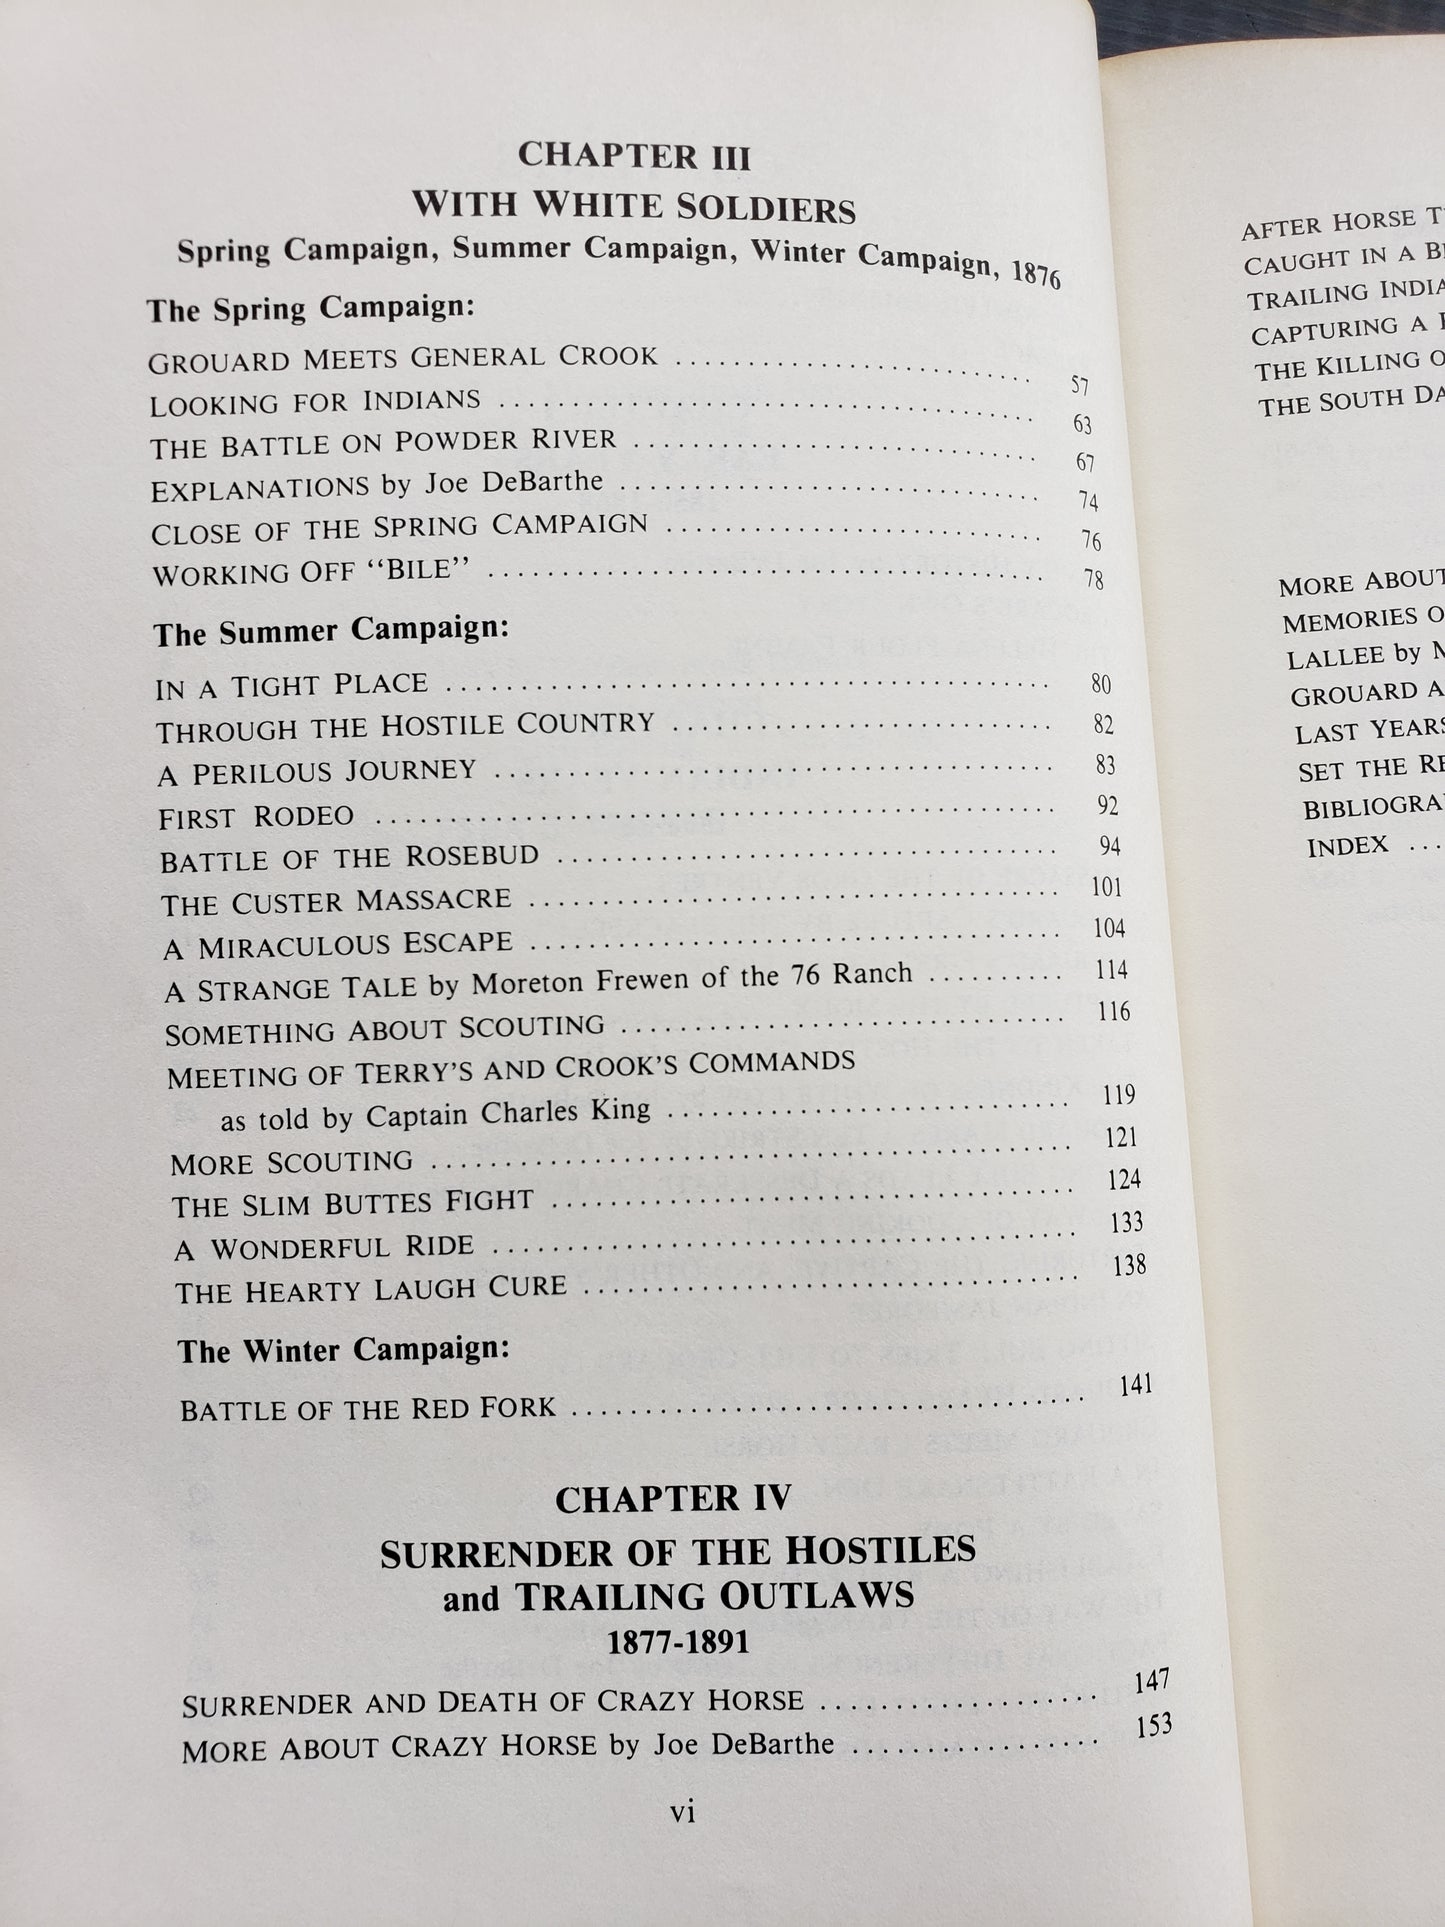 CHAPTER III
WITH WHITE SOLDIERS
Spring Campaign, Summer Campaign, Winter Campaign, 1876
The Spring Campaign:
GROUARD MEETS GENERAL CROOK .......................... 57
LOOKING FOR INDIANS ..................................... 63
THE BATTLE ON POWDER RIVER ............................ 67
EXPLANATIONS by Joe DeBarthe ............................. 74
CLOSE OF THE SPRING CAMPAIGN .......................... 76
WORKING OFF “BILE” ...................................... 78
The Summer Campaign:
IN A TIGHT PLACE ......................................... 80
THROUGH THE HOSTILE COUNTRY .......................... 82
A PERILOUS JOURNEY ...................................... 83
FIRST RODEO .............................................. 92
BATTLE OF THE ROSEBUD .................................. 94
THE CUSTER MASSACRE .................................... 101
A MIRACULOUS ESCAPE .................................... 104
A STRANGE TALE by Moreton Frewen of the 76 Ranch .......... 114
SOMETHING ABOUT SCOUTING .............................. 116
MEETING OF TERRY’S AND CROOK’S COMMANDS
as told by Captain Charles King ............................ 119
MORE SCOUTING ............................................ 121
THE SLIM BUTTES FIGHT .................................... 124
A WONDERFUL RIDE ........................................ 133
THE HEARTY LAUGH CURE .................................. 138
The Winter Campaign:
BATTLE OF THE RED FORK ................................... 141
CHAPTER IV
SURRENDER OF THE HOSTILES
and TRAILING OUTLAWS
1877-1891
SURRENDER AND DEATH OF CRAZY HORSE ................... 147
MORE ABOUT CRAZY HORSE by Joe DeBarthe ................. 153
vi
AFTER HORSE
CAUGHT IN A
TRAILING
CAPTURING A
THE KILLING
THE SOUTH
MORE ABOUT
MEMORIES
LALLEE by
GROUARD
LAST
SET THE
INDEX ...